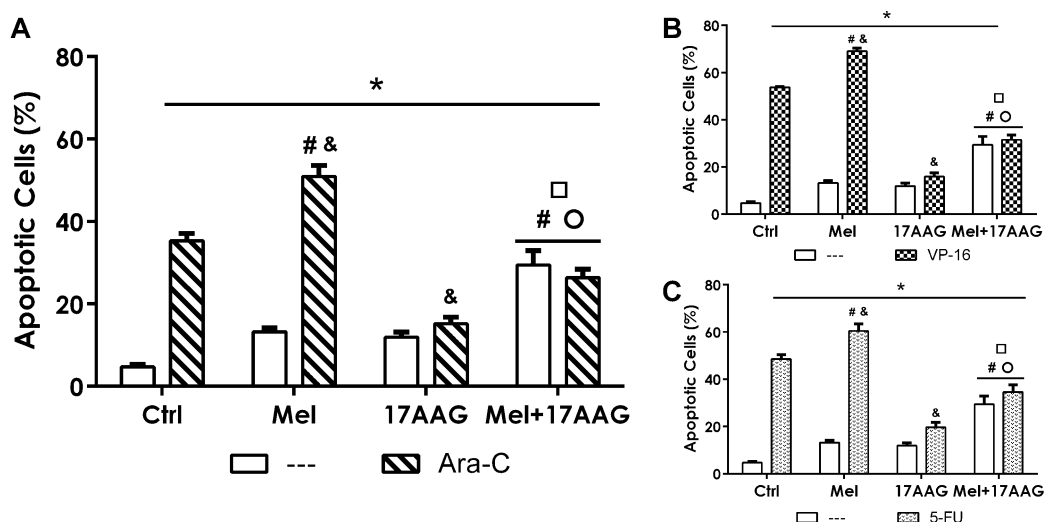 A
Apoptotic Cells (%)
80
60
40
20
0
*
# &
&
□
# ○
Ctrl Mel 17AAG Mel+17AAG
--- Ara-C
B
Apoptotic Cells (%)
80
60
40
20
0
*
# &
&
□
# ○
Ctrl Mel 17AAG Mel+17AAG
--- VP-16
C
Apoptotic Cells (%)
80
60
40
20
0
*
# &
&
□
# ○
Ctrl Mel 17AAG Mel+17AAG
--- 5-FU